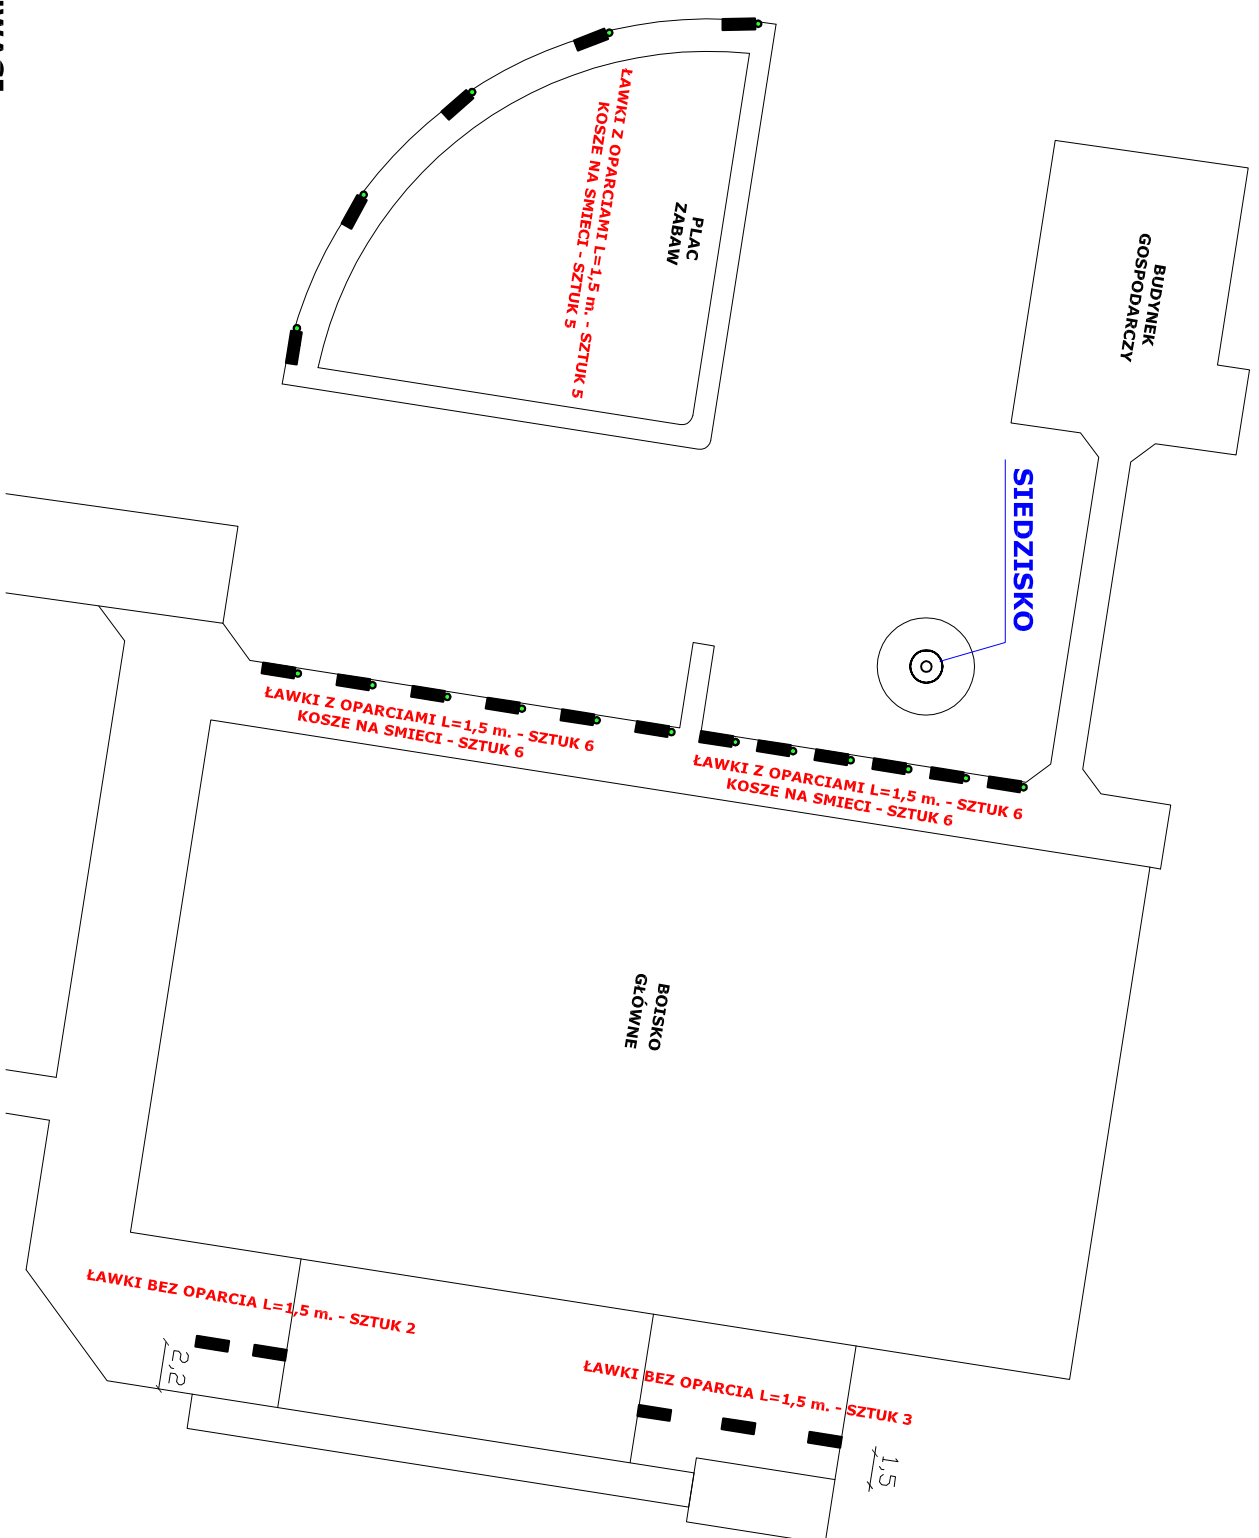 ŁAWKI Z OPARCIAMI L=1,5 m. - SZTUK 5
KOSZE NA SMIECI - SZTUK 5
PLAC
ZABAW
BUDYNEK
GOSPODARCZY
SIEDZISKO
ŁAWKI Z OPARCIAMI L=1,5 m. - SZTUK 6
KOSZE NA SMIECI - SZTUK 6
ŁAWKI Z OPARCIAMI L=1,5 m. - SZTUK 6
KOSZE NA SMIECI - SZTUK 6
BOISKO
GŁÓWNE
ŁAWKI BEZ OPARCIA L=1,5 m. - SZTUK 2
2,2
ŁAWKI BEZ OPARCIA L=1,5 m. - SZTUK 3
1,5